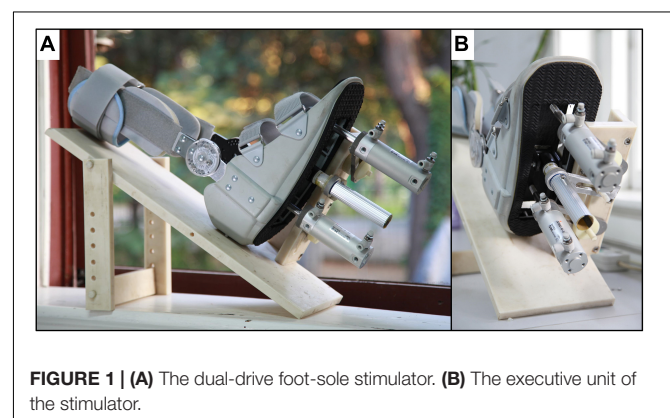 A
B
FIGURE 1 | (A) The dual-drive foot-sole stimulator. (B) The executive unit of
the stimulator.